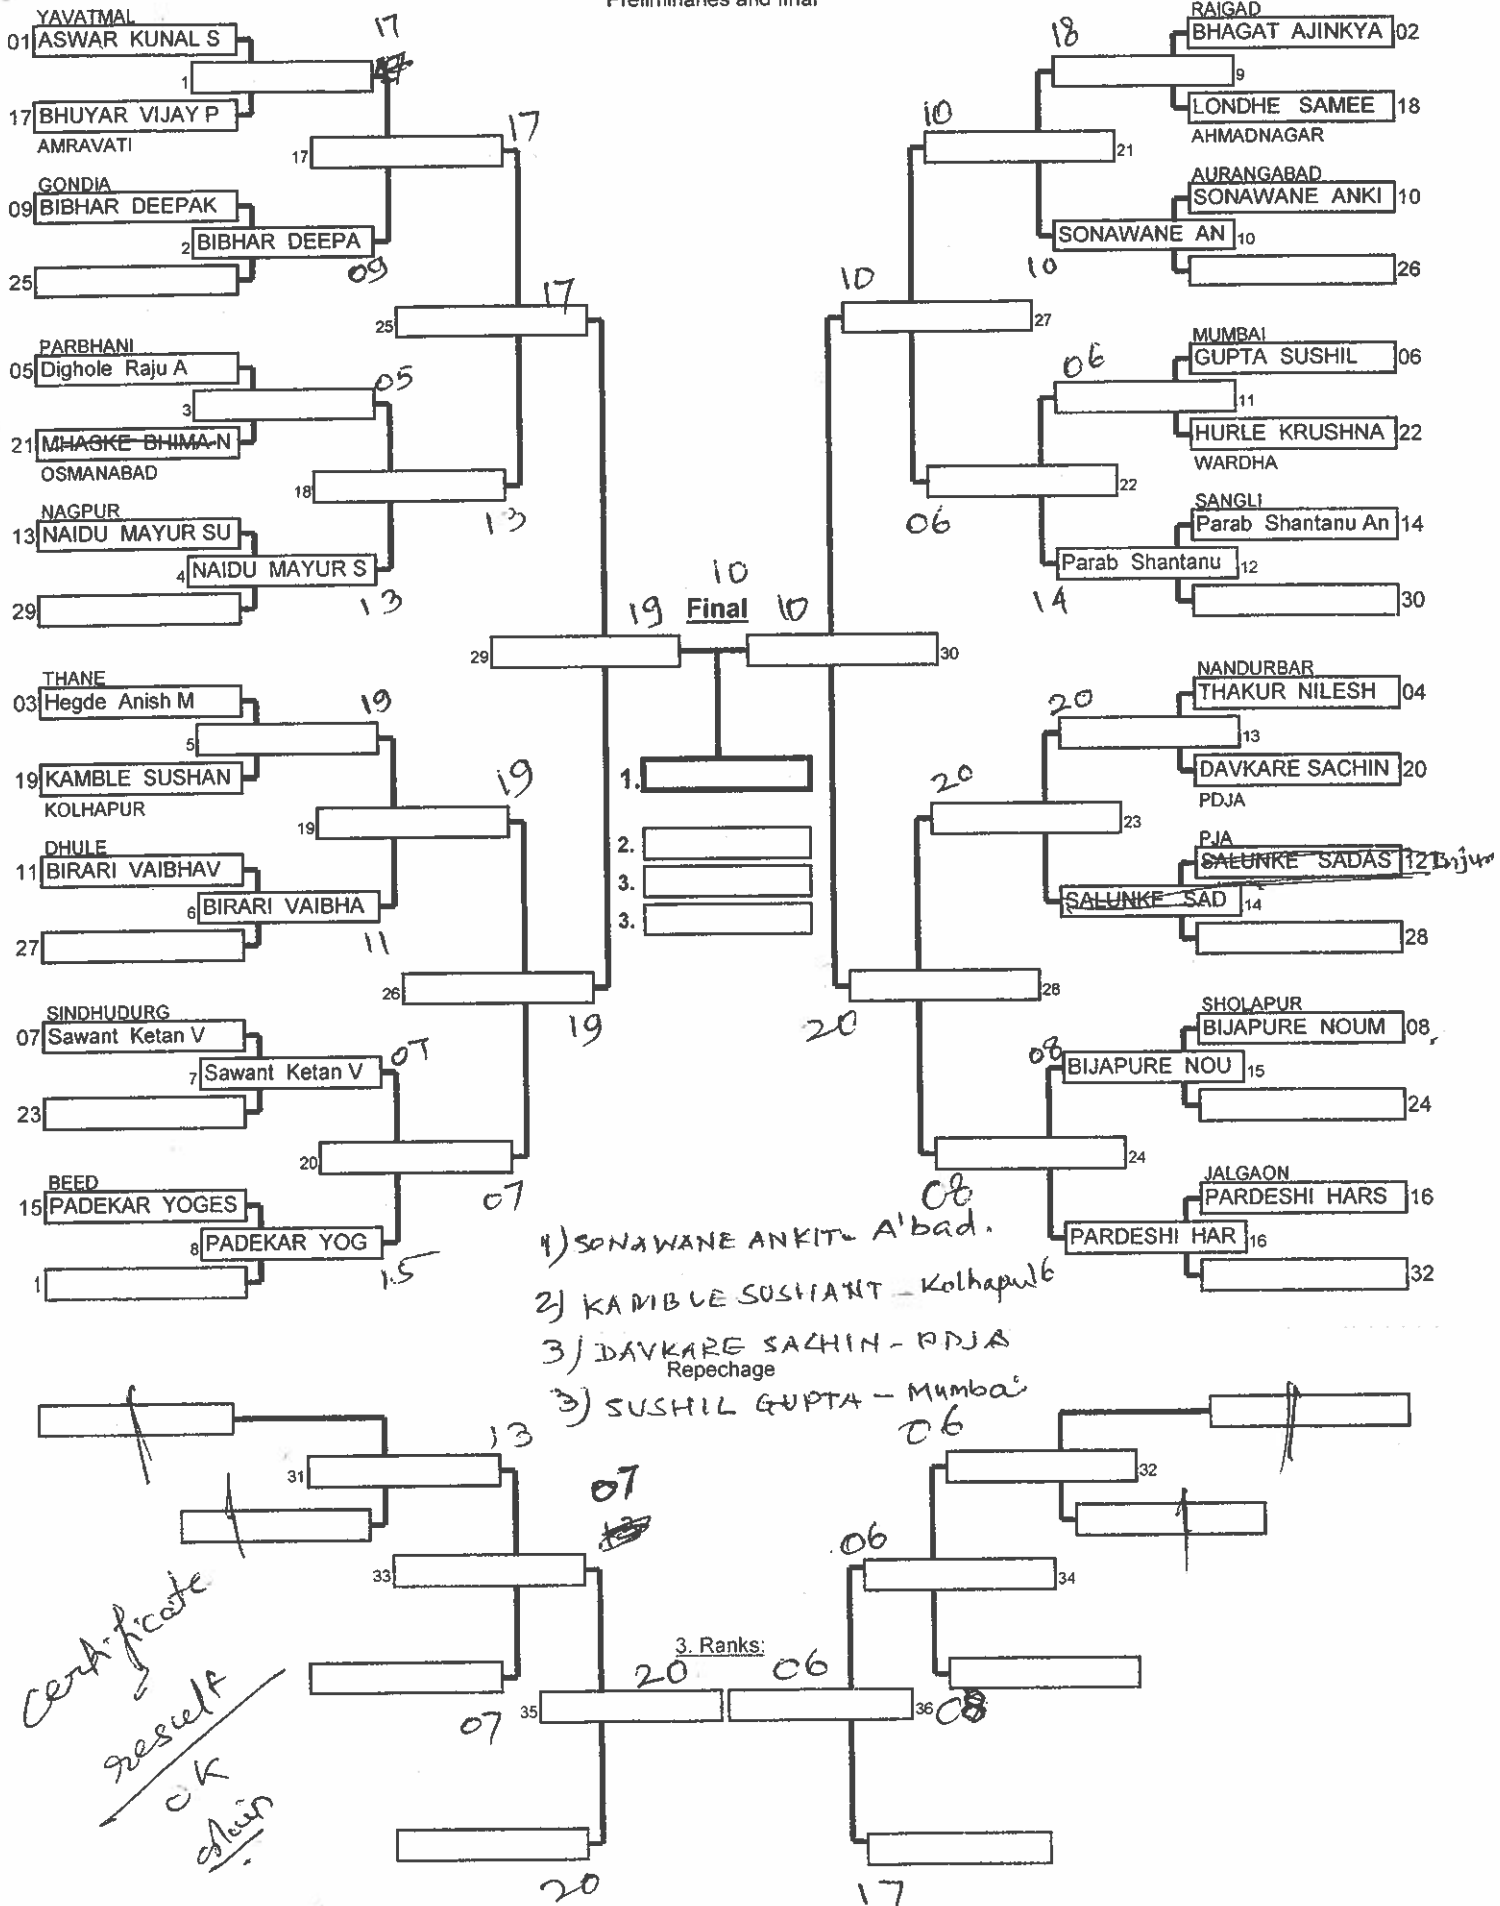 Preliminaries and final
YAVATMAL
01 ASWAR KUNAL S
17
1
17 BHUYAR VIJAY P
AMRAVATI
17
17
GONDIA
09 BIBHAR DEEPAK
2 BIBHAR DEEPA
09
25
25
17
PARBHANI
05 Dighole Raju A
05
3
21 MHASKE BHIMA N
OSMANABAD
18
13
NAGPUR
13 NAIDU MAYUR SU
4 NAIDU MAYUR S
13
29
29
19
THANE
03 Hegde Anish M
19
5
19 KAMBLE SUSHAN
KOLHAPUR
19
19
DHULE
11 BIRARI VAIBHAV
6 BIRARI VAIBHA
11
27
26
19
SINDHUDURG
07 Sawant Ketan V
07
7 Sawant Ketan V
23
20
07
BEED
15 PADEKAR YOGES
8 PADEKAR YOG
15
1
10
Final
1.
2.
3.
3.
RAIGAD
BHAGAT AJINKYA 02
18
9
LONDHE SAMEE 18
AHMADNAGAR
10
21
AURANGABAD
SONAWANE ANKI 10
SONAWANE AN 10
10
26
10
27
MUMBAI
GUPTA SUSHIL 06
06
11
HURLE KRUSHNA 22
WARDHA
22
06
SANGLI
Parab Shantanu An 14
Parab Shantanu 12
14
30
10
30
NANDURBAR
THAKUR NILESH 04
20
13
DAVKARE SACHIN 20
PDJA
20
23
PJA
SALUNKE SADAS 12
SALUNKE SAD 14
28
28
20
SHOLAPUR
BIJAPURE NOUM 08
08
BIJAPURE NOU 15
24
24
08
JALGAON
PARDESHI HARS 16
PARDESHI HAR 16
16
32
1) SONAWANE ANKIT - A'bad.
2) KAMBLE SUSHANT - Kolhapur
3) DAVKARE SACHIN - PDJA
Repechage
3) SUSHIL GUPTA - Mumbai
13
31
07
33
07
06
32
06
34
08
3. Ranks:
20 06
35 36
20
17
certificate
result
OK